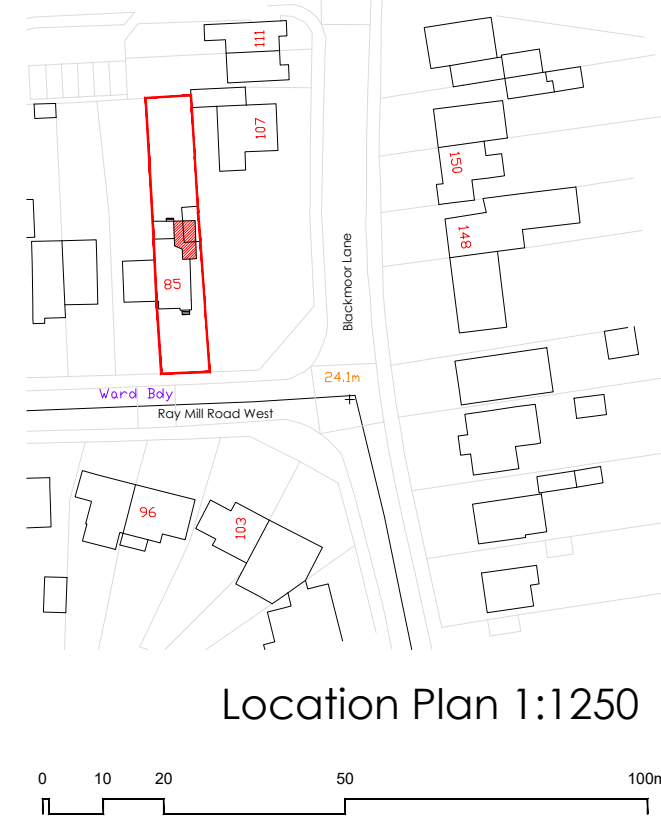 111
107
150
148
85
Blackmoor Lane
24.1m
Ward Bdy
Ray Mill Road West
96
103
Location Plan 1:1250
0 10 20 50 100m